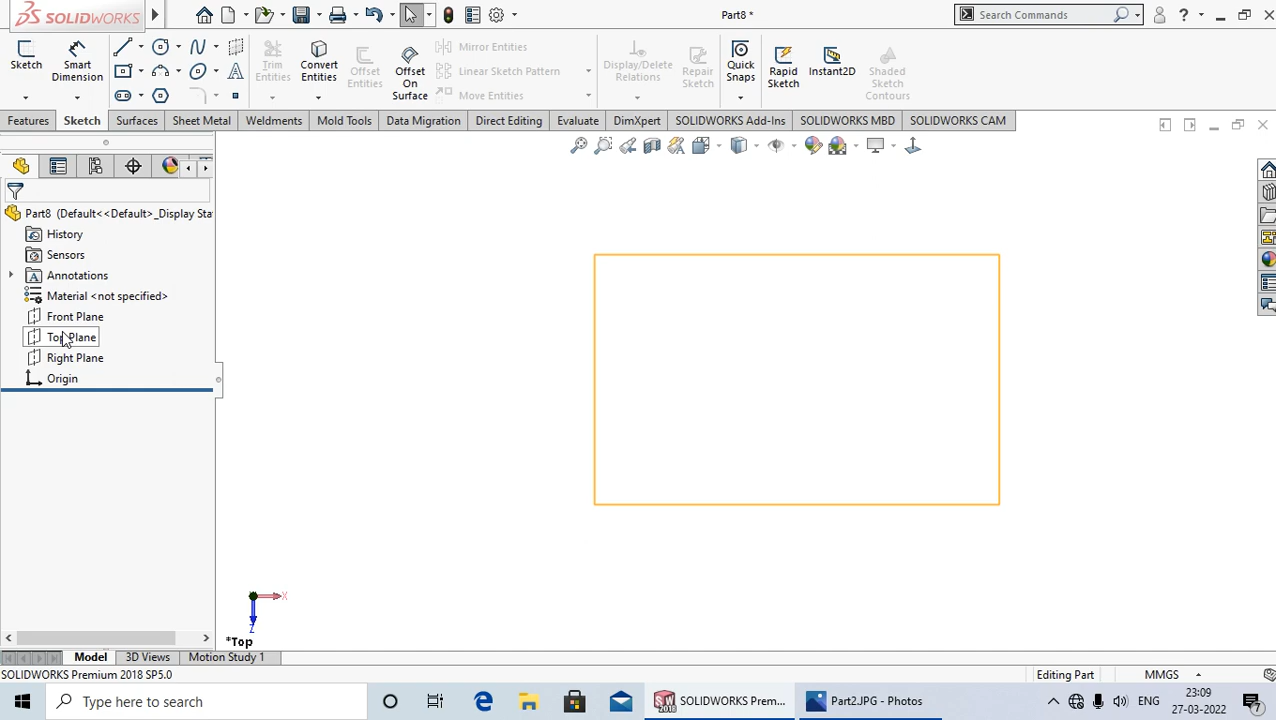 SOLIDWORKS
Part8 *
Search Commands
Sketch
Smart Dimension
Trim Entities
Convert Entities
Offset Entities
Offset On Surface
Mirror Entities
Linear Sketch Pattern
Move Entities
Display/Delete Relations
Repair Sketch
Quick Snaps
Rapid Sketch
Instant2D
Shaded Sketch Contours
Features
Sketch
Surfaces
Sheet Metal
Weldments
Mold Tools
Data Migration
Direct Editing
Evaluate
DimXpert
SOLIDWORKS Add-Ins
SOLIDWORKS MBD
SOLIDWORKS CAM
Part8 (Default<<Default>_Display Sta
History
Sensors
Annotations
Material <not specified>
Front Plane
Top Plane
Right Plane
Origin
X
Z
*Top
Model
3D Views
Motion Study 1
SOLIDWORKS Premium 2018 SP5.0
Editing Part
MMGS
Type here to search
SW 2018
SOLIDWORKS Prem...
Part2.JPG - Photos
ENG
23:09
27-03-2022
7